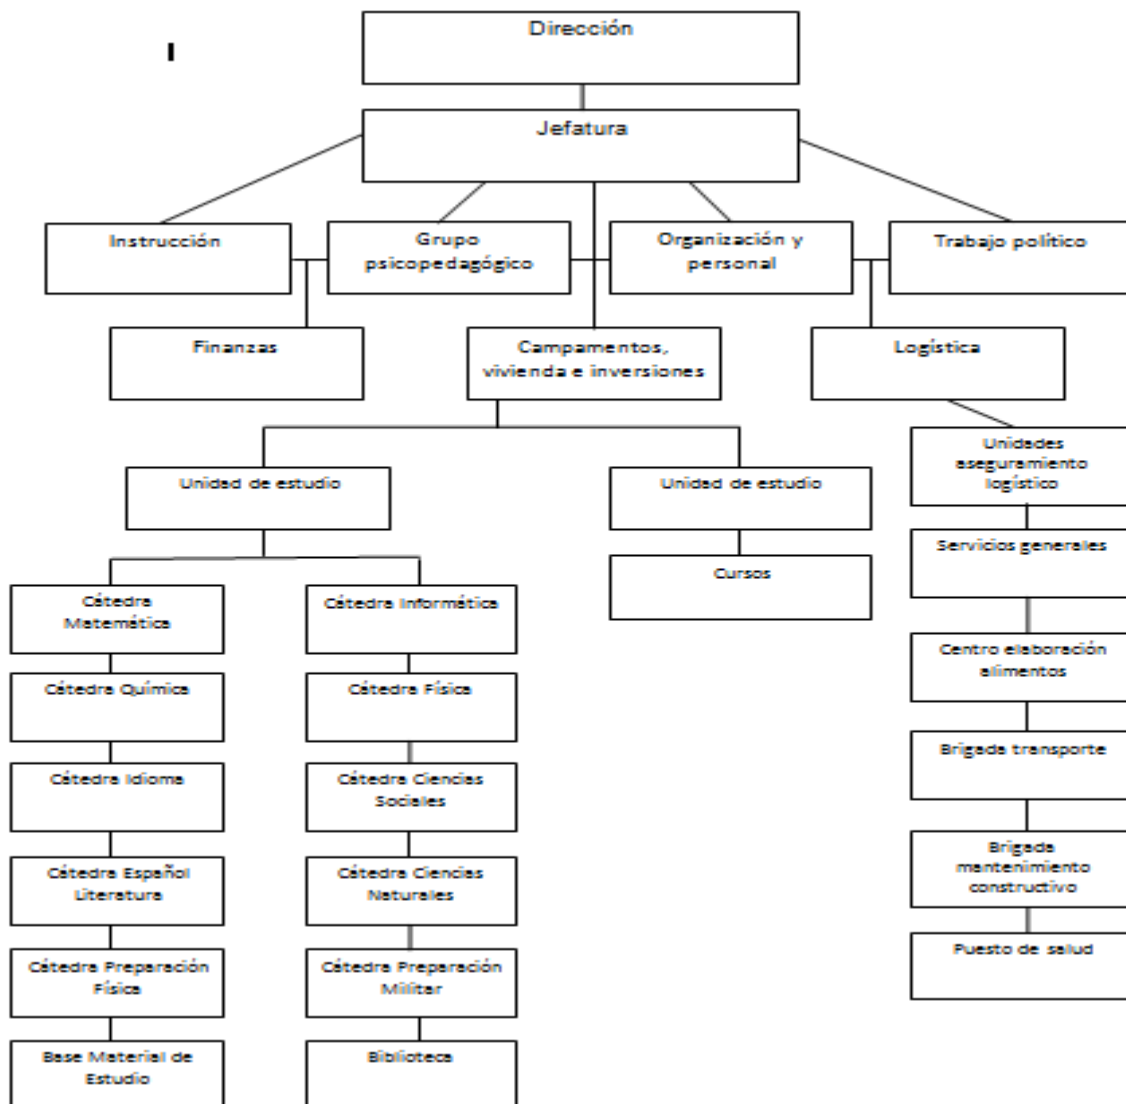 I
Dirección
Jefatura
Instrucción
Grupo
psicopedagógico
Organización y
personal
Trabajo político
Finanzas
Campamentos,
vivienda e inversiones
Logística
Unidades
aseguramiento
logístico
Unidad de estudio
Unidad de estudio
Servicios generales
Cursos
Cátedra
Matemática
Cátedra Informática
Centro elaboración
alimentos
Cátedra Química
Cátedra Física
Brigada transporte
Cátedra Idioma
Cátedra Ciencias
Sociales
Brigada
mantenimiento
constructivo
Cátedra Español
Literatura
Cátedra Ciencias
Naturales
Puesto de salud
Cátedra Preparación
Física
Cátedra Preparación
Militar
Base Material de
Estudio
Biblioteca